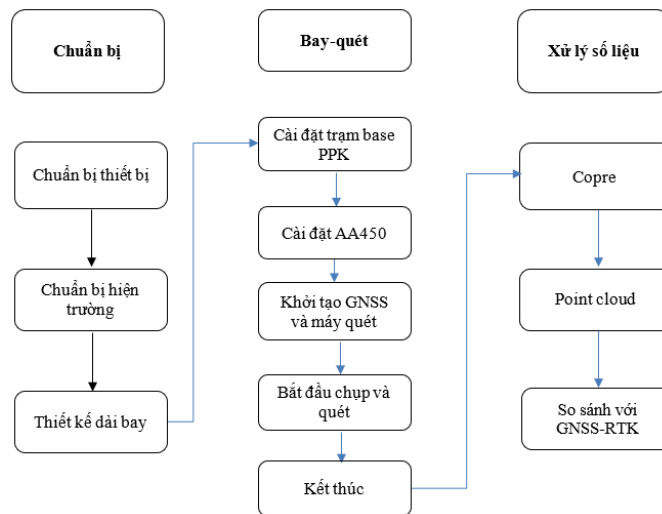 Chuẩn bị
Bay-quét
Xử lý số liệu
Chuẩn bị thiết bị
Chuẩn bị hiện
trường
Thiết kế dải bay
Cài đặt trạm base
PPK
Cài đặt AA450
Khởi tạo GNSS
và máy quét
Bắt đầu chụp và
quét
Kết thúc
Copre
Point cloud
So sánh với
GNSS-RTK